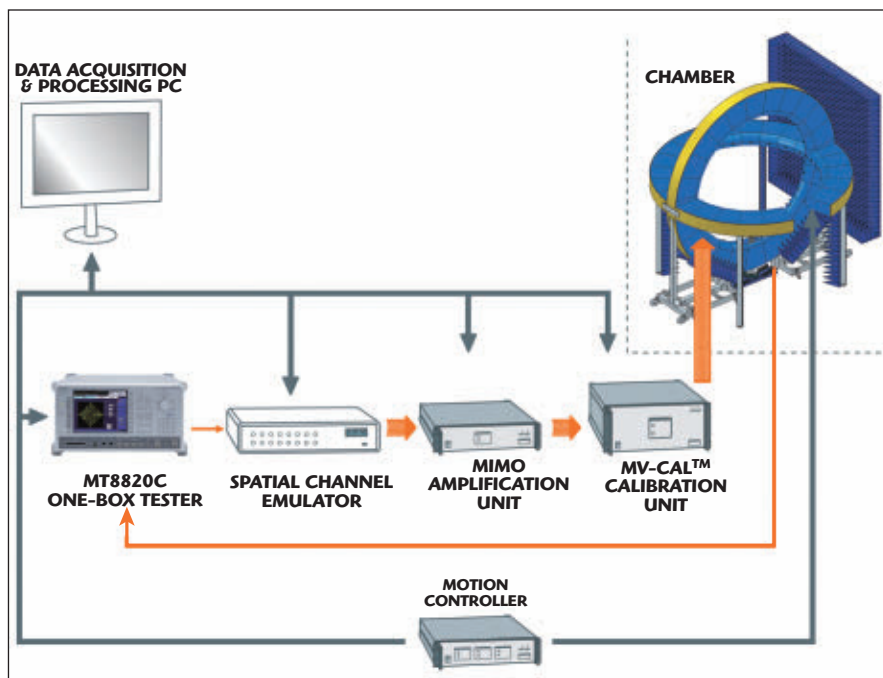 DATA ACQUISITION
& PROCESSING PC
CHAMBER
MT8820C
ONE-BOX TESTER
SPATIAL CHANNEL
EMULATOR
MIMO
AMPLIFICATION
UNIT
MV-CAL™
CALIBRATION
UNIT
MOTION
CONTROLLER